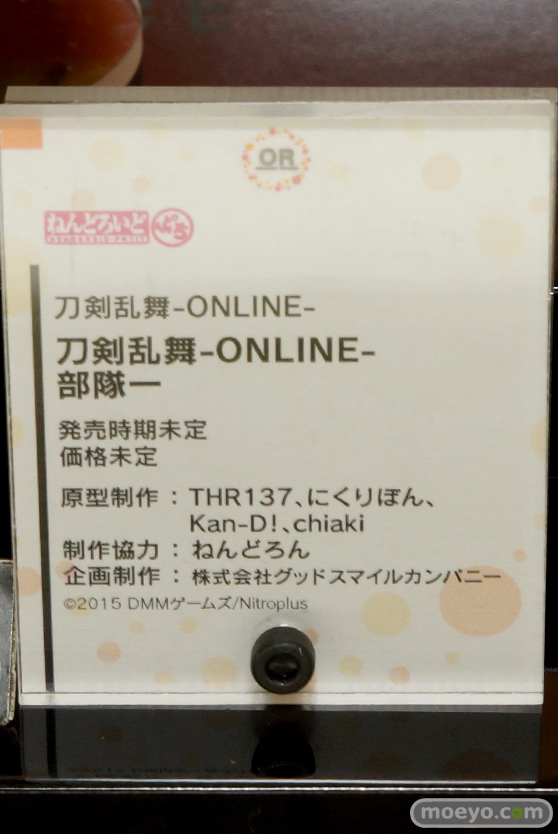 OR
ねんどろいど ぷち
NENDOROID PETIT
刀剣乱舞-ONLINE-
刀剣乱舞-ONLINE-
部隊一
発売時期未定
価格未定
原型制作：THR137、にくりぽん、
Kan-D!、chiaki
制作協力：ねんどろん
企画制作：株式会社グッドスマイルカンパニー
©2015 DMMゲームズ/Nitroplus
moeyo.com